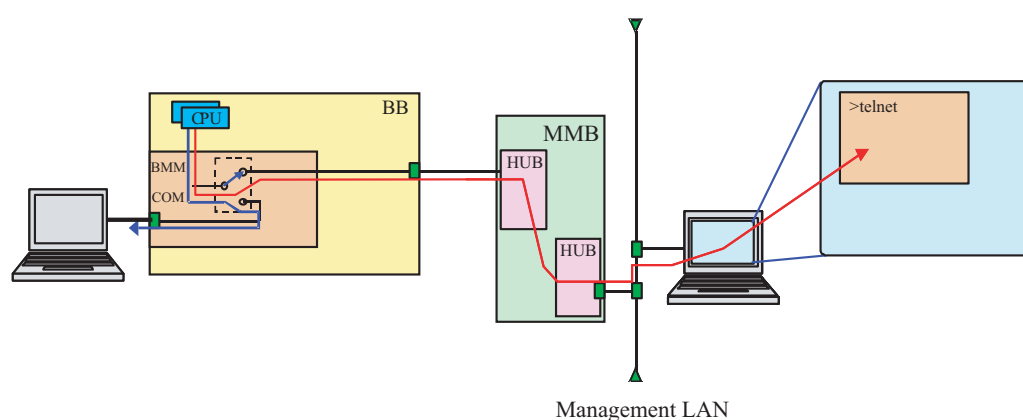 BB
CPU
>telnet
MMB
BMM
HUB
COM
HUB
Management LAN